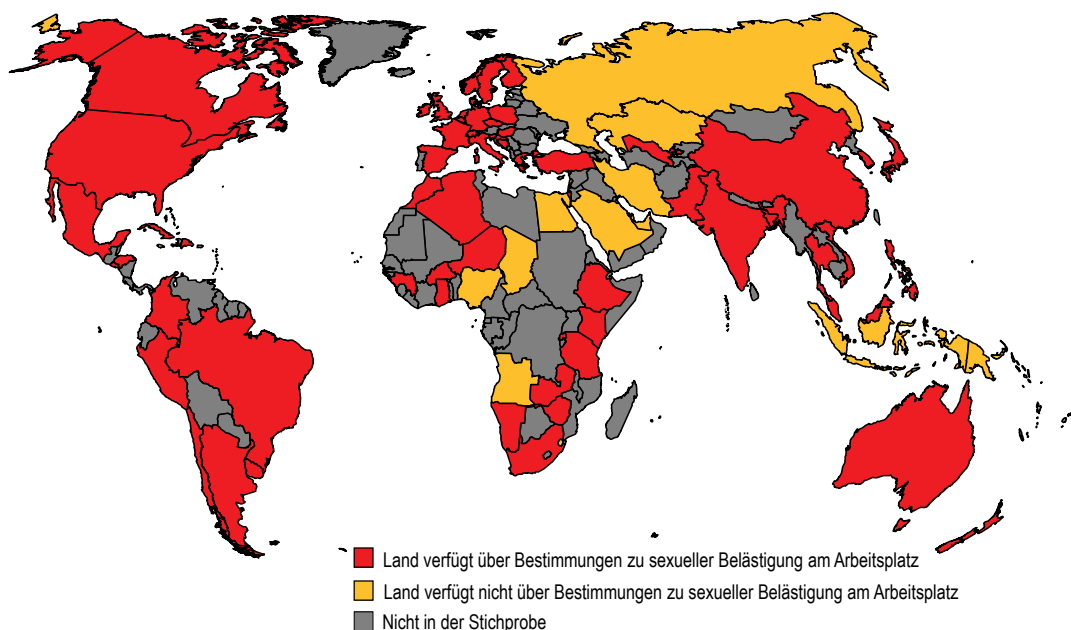 Land verfügt über Bestimmungen zu sexueller Belästigung am Arbeitsplatz
Land verfügt nicht über Bestimmungen zu sexueller Belästigung am Arbeitsplatz
Nicht in der Stichprobe